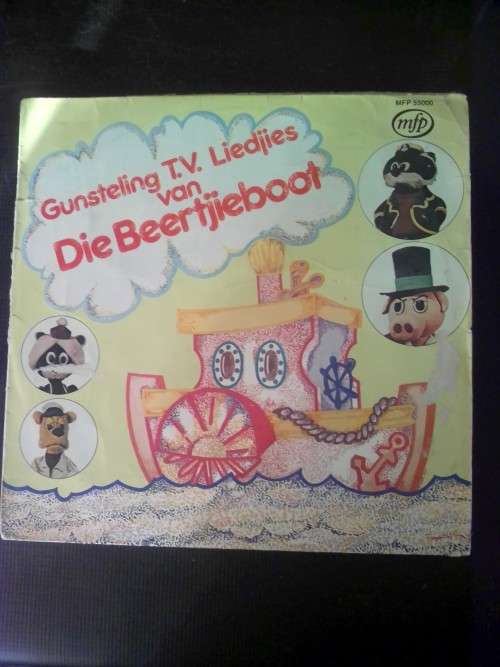 MFP 55000
mfp
Gunsteling T.V. Liedjies
van
Die Beertjieboot